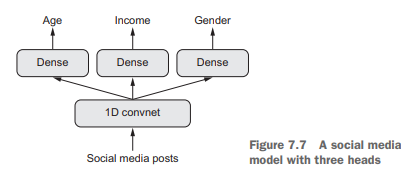 Age Income Gender
Dense Dense Dense
1D convnet
Social media posts
Figure 7.7 A social media
model with three heads